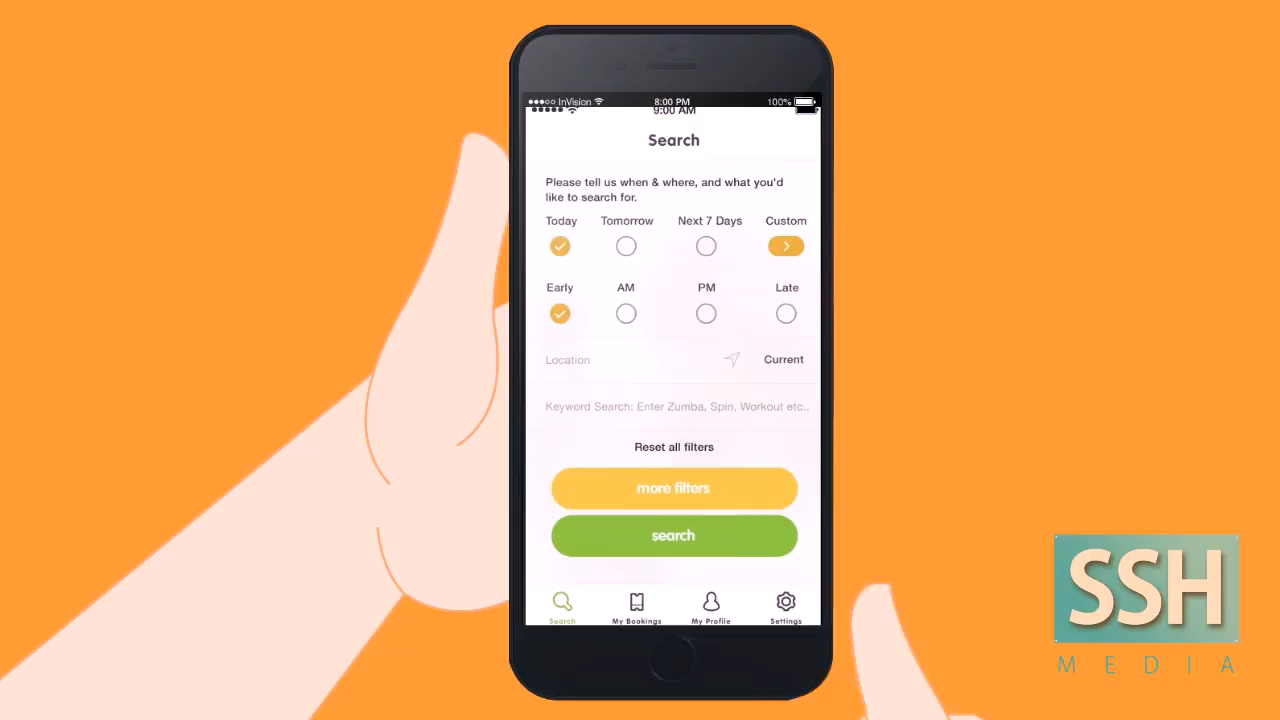 InVision 8:00 PM 100%
9:00 AM
Search
Please tell us when & where, and what you'd
like to search for.
Today Tomorrow Next 7 Days Custom
Early AM PM Late
Location Current
Keyword Search: Enter Zumba, Spin, Workout etc..
Reset all filters
more filters
search
Search My Bookings My Profile Settings
SSH
MEDIA